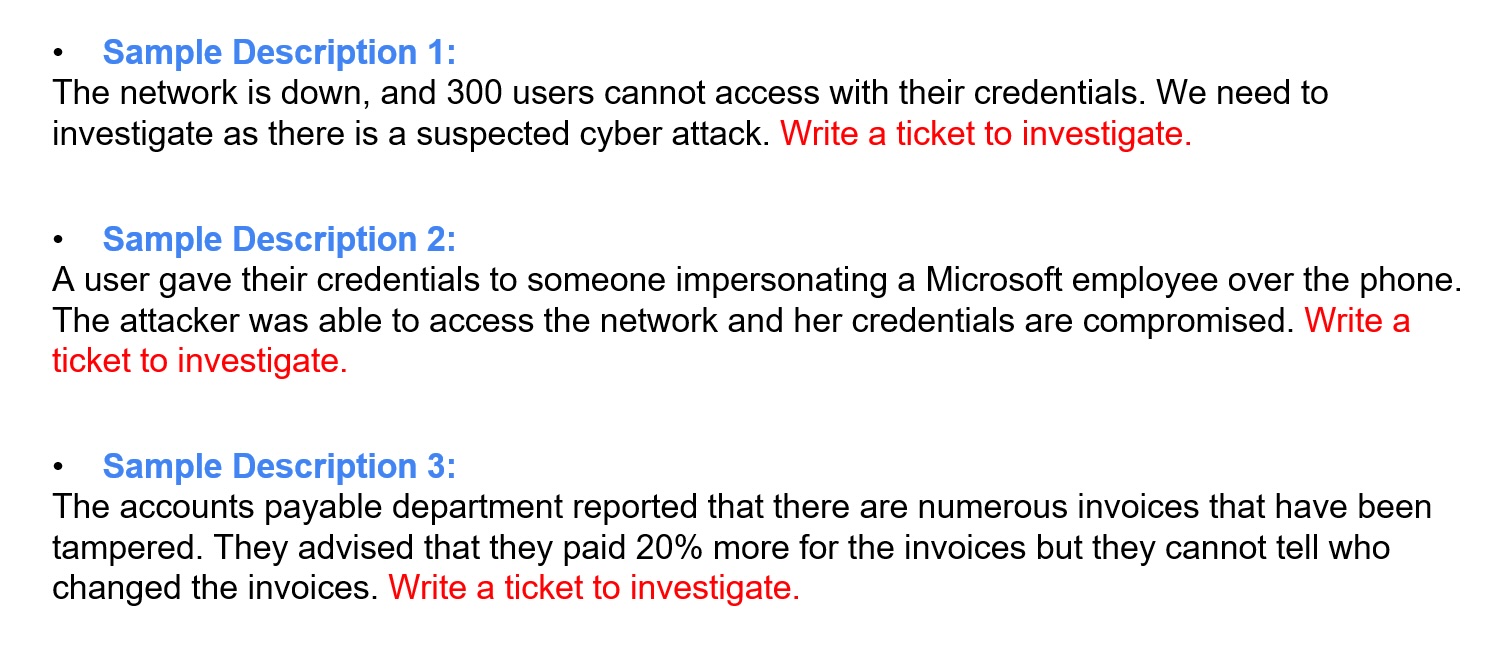 • Sample Description 1:
The network is down, and 300 users cannot access with their credentials. We need to
investigate as there is a suspected cyber attack. Write a ticket to investigate.
• Sample Description 2:
A user gave their credentials to someone impersonating a Microsoft employee over the phone.
The attacker was able to access the network and her credentials are compromised. Write a
ticket to investigate.
• Sample Description 3:
The accounts payable department reported that there are numerous invoices that have been
tampered. They advised that they paid 20% more for the invoices but they cannot tell who
changed the invoices. Write a ticket to investigate.